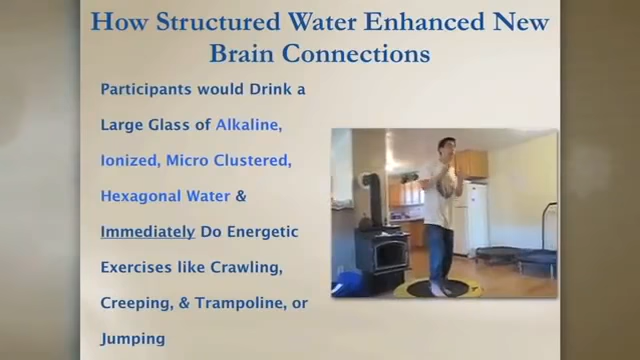 How Structured Water Enhanced New
Brain Connections
Participants would Drink a
Large Glass of Alkaline,
Ionized, Micro Clustered,
Hexagonal Water &
Immediately Do Energetic
Exercises like Crawling,
Creeping, & Trampoline, or
Jumping